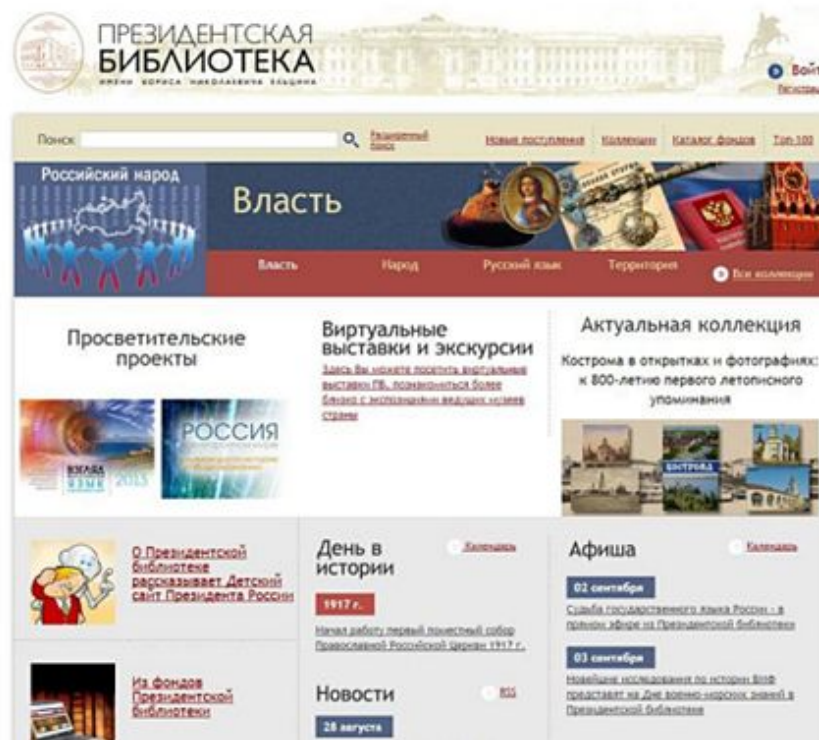 ПРЕЗИДЕНТСКАЯ
БИБЛИОТЕКА
ИМЕНИ БОРИСА НИКОЛАЕВИЧА ЕЛЬЦИНА
Войти
Регистрац
Поиск
Расширенный
поиск
Новые поступления
Коллекции
Каталог фондов
Топ-100
Российский народ
Власть
Власть
Народ
Русский язык
Территория
Все коллекции
Просветительские
проекты
Виртуальные
выставки и экскурсии
Здесь Вы можете посетить виртуальные
выставки ПБ, познакомиться более
близко с экспозициями ведущих музеев
страны
Актуальная коллекция
Кострома в открытках и фотографиях:
к 800-летию первого летописного
упоминания
ВЗГЛЯД
ЯЗЫК
2013
РОССИЯ
КОСТРОМА
О Президентской
библиотеке
рассказывает Детский
сайт Президента России
Из фондов
Президентской
библиотеки
День в
истории
Календарь
1917 г.
Начал работу первый поместный собор
Православной Российской Церкви 1917 г.
Новости
RSS
28 августа
Афиша
Календарь
02 сентября
Судьба государственного языка России - в
прямом эфире из Президентской библиотеки
03 сентября
Новейшие исследования по истории ВМФ
представят на Дне военно-морских знаний в
Президентской библиотеке